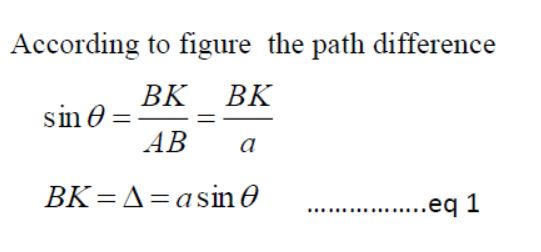 According to figure the path difference
sin θ = BK/AB = BK/a
BK = Δ = a sin θ ..................eq 1